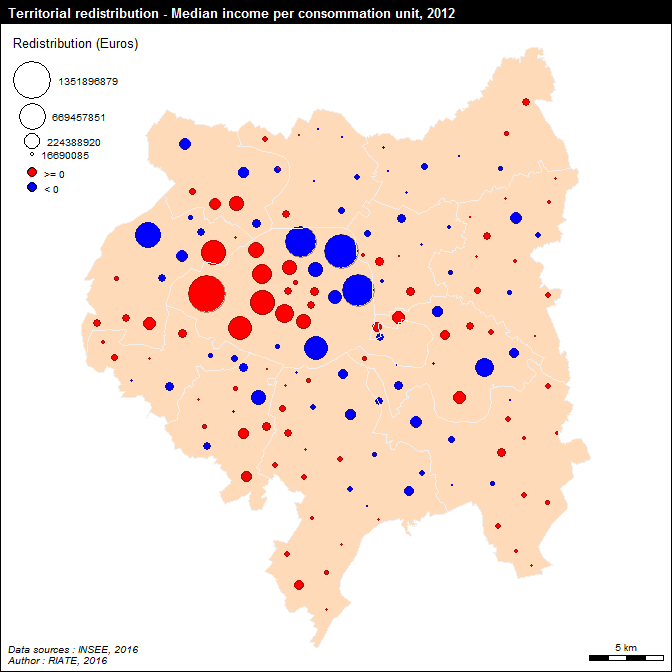 Territorial redistribution - Median income per consommation unit, 2012
Redistribution (Euros)
1351896879
669457851
224388920
16690085
>= 0
< 0
5 km
Data sources : INSEE, 2016
Author : RIATE, 2016